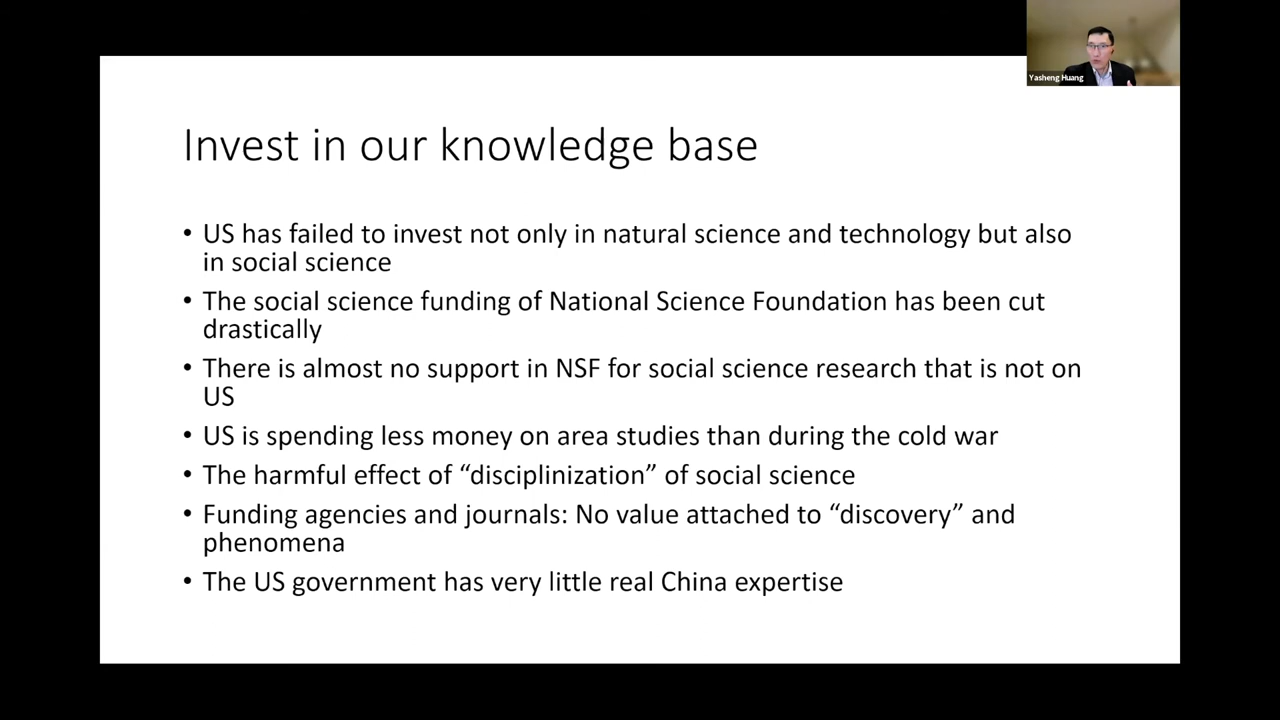 Yasheng Huang
Invest in our knowledge base
• US has failed to invest not only in natural science and technology but also
in social science
• The social science funding of National Science Foundation has been cut
drastically
• There is almost no support in NSF for social science research that is not on
US
• US is spending less money on area studies than during the cold war
• The harmful effect of “disciplinization” of social science
• Funding agencies and journals: No value attached to “discovery” and
phenomena
• The US government has very little real China expertise